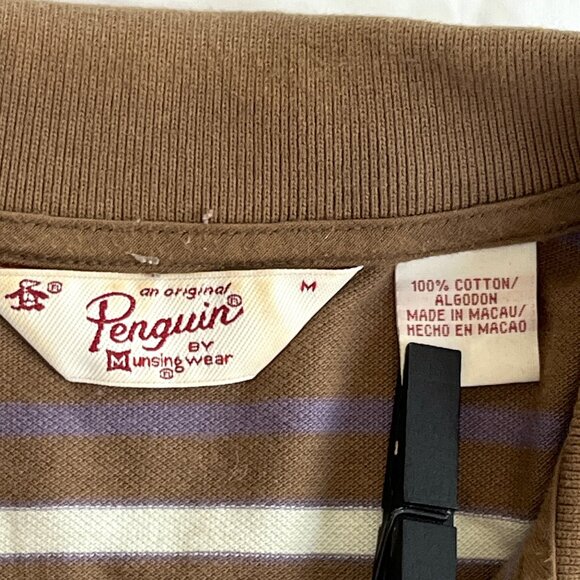 ®
an original
M
Penguin®
BY
Munsingwear
®
100% COTTON/
ALGODON
MADE IN MACAU/
HECHO EN MACAO